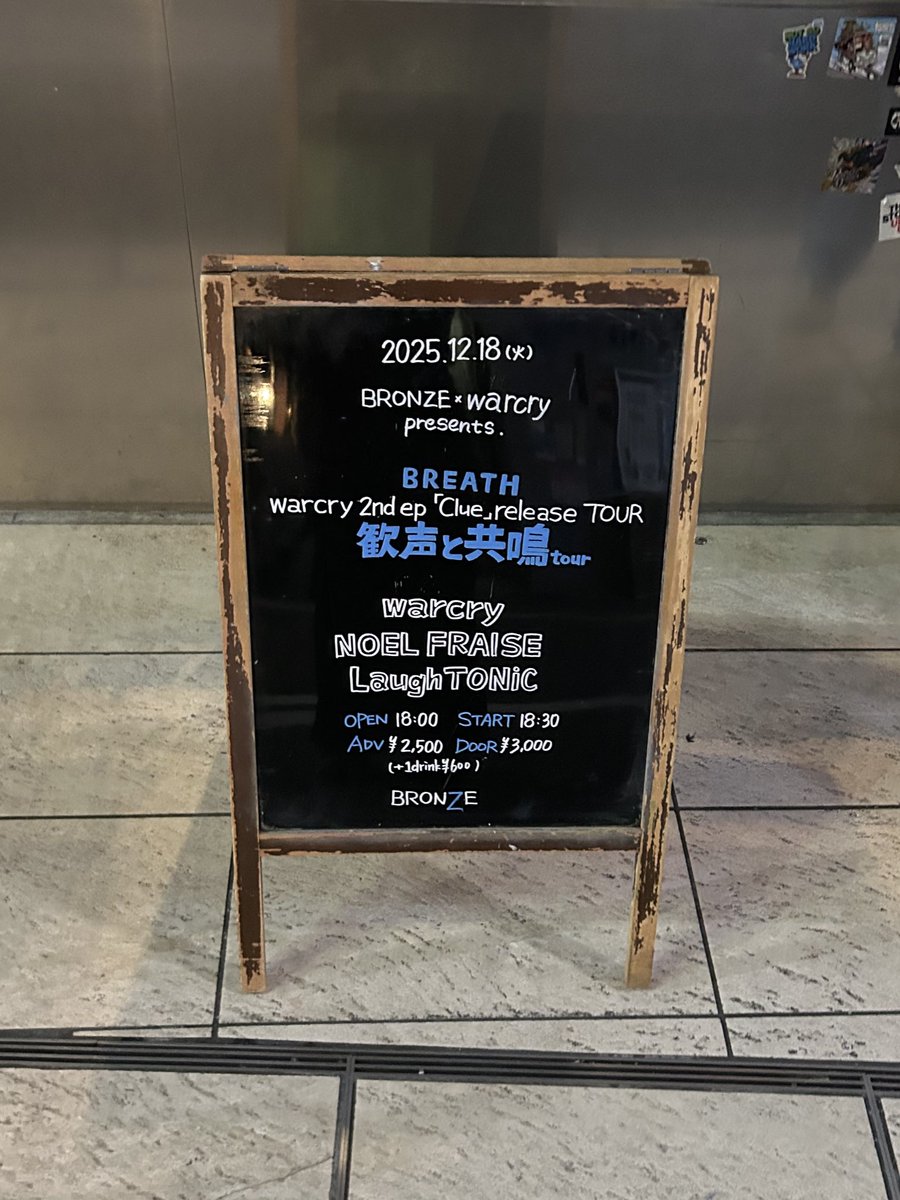 2025.12.18(火)
BRONZE×warcry
presents.
BREATH
warcry 2nd ep「Clue」release TOUR
歓声と共鳴tour
warcry
NOEL FRAISE
LaughTONiC
OPEN 18:00 START 18:30
ADV ¥2,500 DOOR ¥3,000
(+1drink¥600)
BRONZE